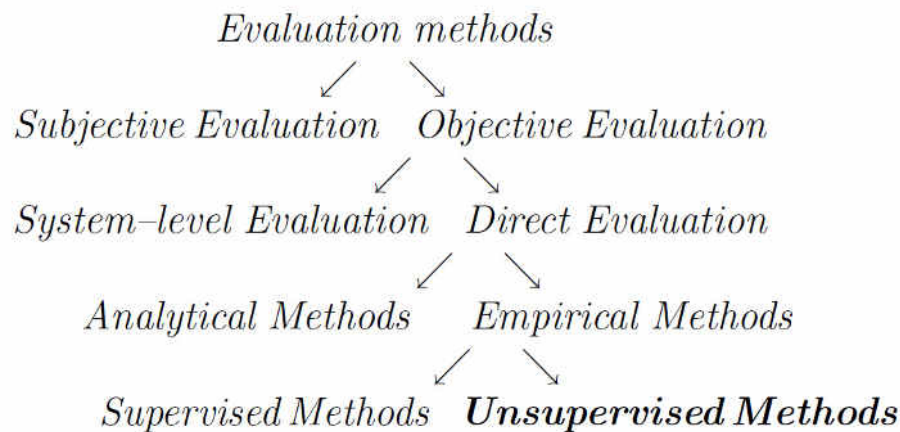 Evaluation methods
Subjective Evaluation Objective Evaluation
System–level Evaluation Direct Evaluation
Analytical Methods Empirical Methods
Supervised Methods Unsupervised Methods